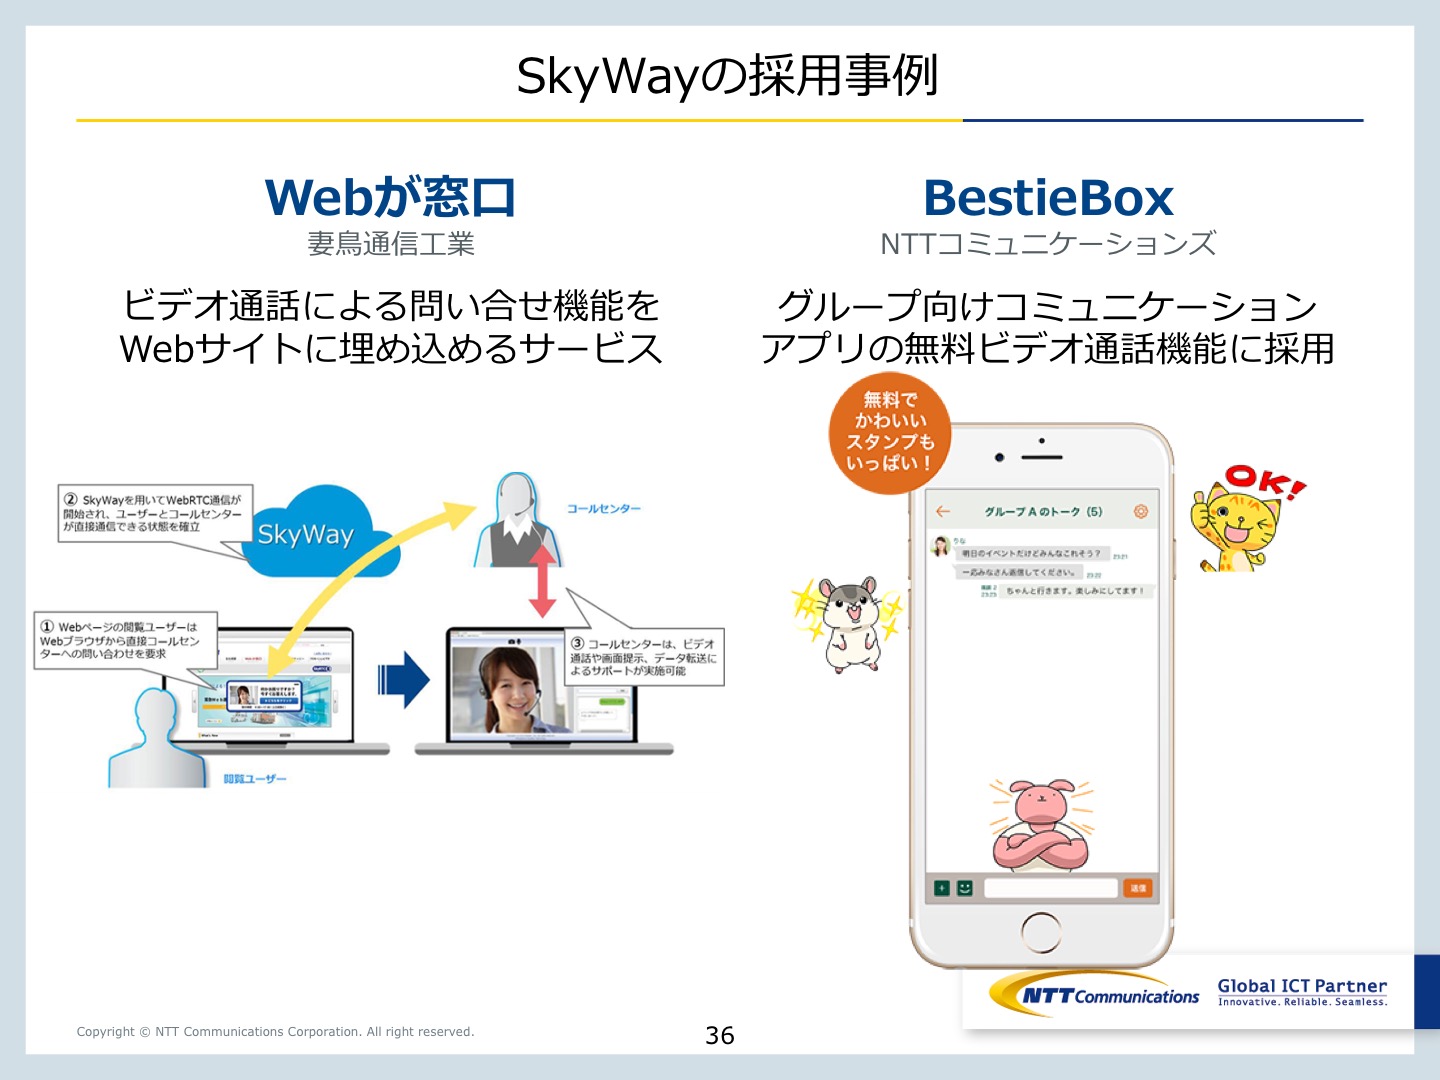 SkyWayの採用事例
Webが窓口
妻鳥通信工業
ビデオ通話による問い合せ機能を
Webサイトに埋め込めるサービス
② SkyWayを用いてWebRTC通信が
開始され、ユーザーとコールセンター
が直接通信できる状態を確立
SkyWay
コールセンター
① Webページの閲覧ユーザーは
Webブラウザから直接コールセン
ターへの問い合わせを要求
③ コールセンターは、ビデオ
通話や画面提示、データ転送に
よるサポートが実施可能
閲覧ユーザー
BestieBox
NTTコミュニケーションズ
グループ向けコミュニケーション
アプリの無料ビデオ通話機能に採用
無料で
かわいい
スタンプも
いっぱい！
OK!
グループ A のトーク（5）
りな
明日のイベントだけどみんなこれそう？
23:21
一応みなさん返信してください。
23:22
23:23
ちゃんと行きます。楽しみにしてます！
送信
NTT Communications
Global ICT Partner
Innovative. Reliable. Seamless.
Copyright © NTT Communications Corporation. All right reserved.
36